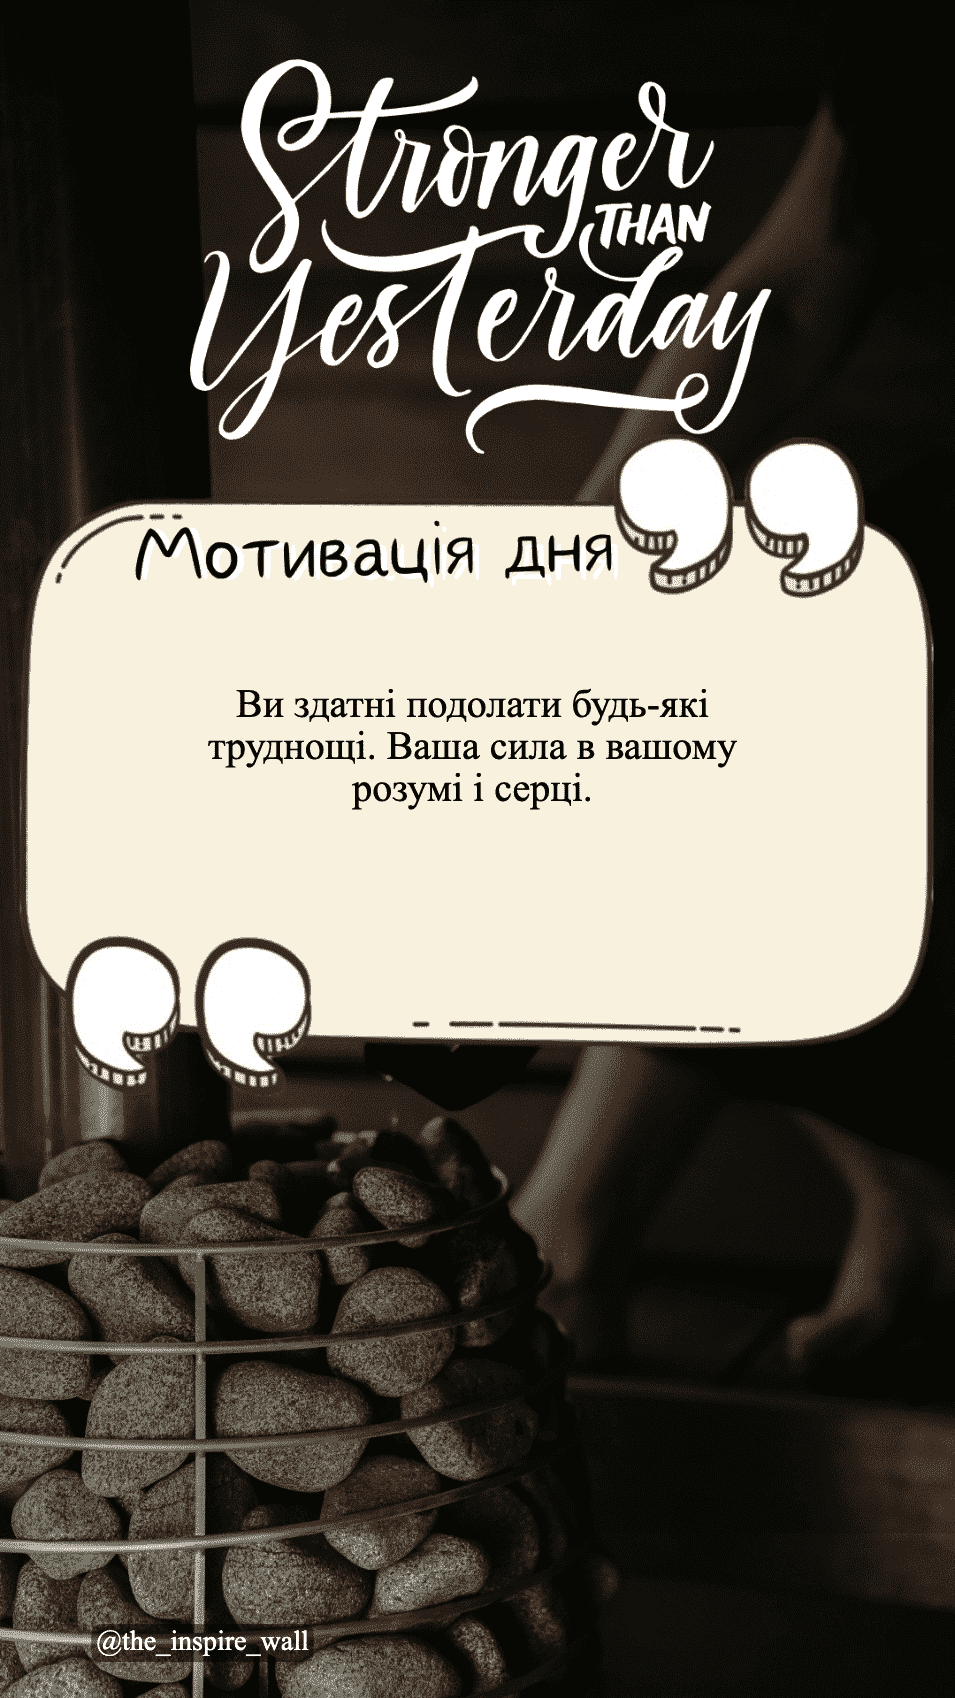 Stronger
THAN
Yesterday
Мотивація дня
Ви здатні подолати будь-які
труднощі. Ваша сила в вашому
розумі і серці.
@the_inspire_wall